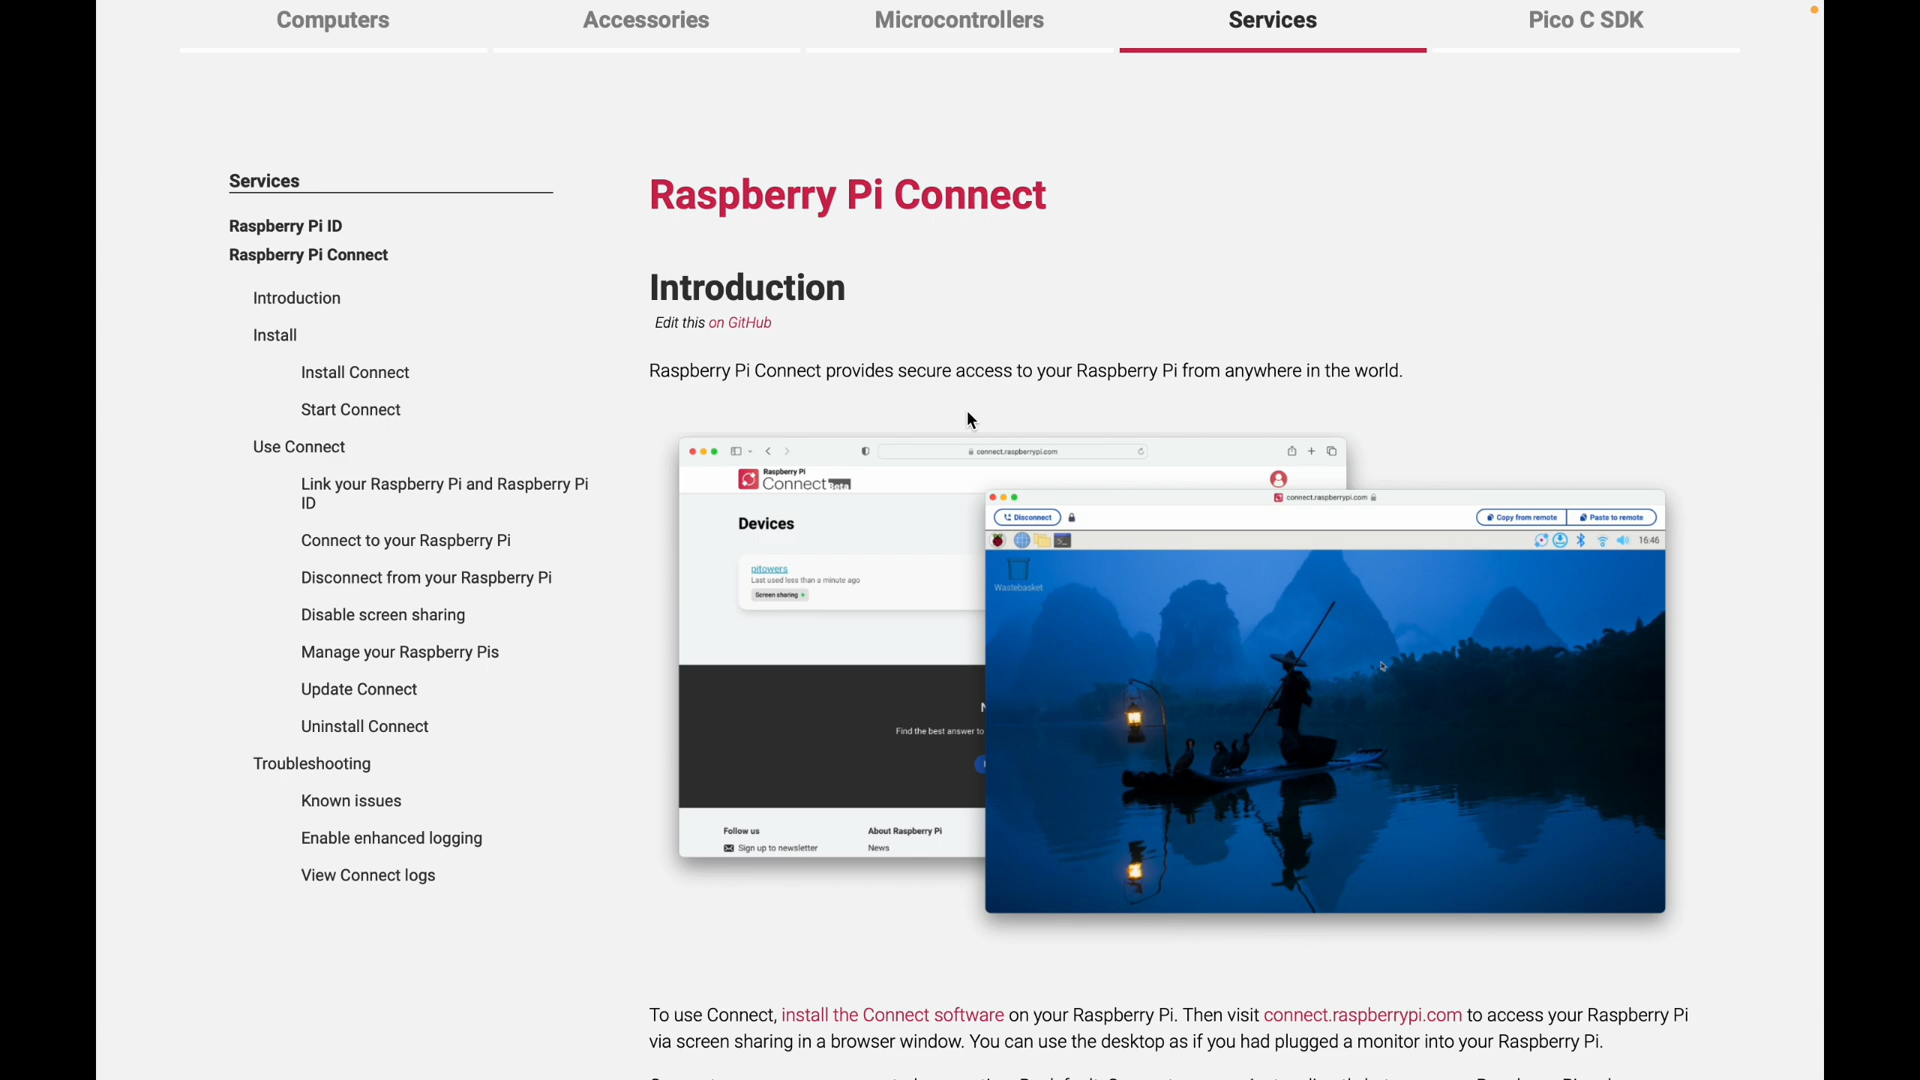 Computers
Accessories
Microcontrollers
Services
Pico C SDK
Services
Raspberry Pi ID
Raspberry Pi Connect
Introduction
Install
Install Connect
Start Connect
Use Connect
Link your Raspberry Pi and Raspberry Pi
ID
Connect to your Raspberry Pi
Disconnect from your Raspberry Pi
Disable screen sharing
Manage your Raspberry Pis
Update Connect
Uninstall Connect
Troubleshooting
Known issues
Enable enhanced logging
View Connect logs
Raspberry Pi Connect
Introduction
Edit this on GitHub
Raspberry Pi Connect provides secure access to your Raspberry Pi from anywhere in the world.
connect.raspberrypi.com
Raspberry Pi
Connect Beta
Devices
pitowers
Last used less than a minute ago
Screen sharing
Find the best answer to
Follow us
About Raspberry Pi
Sign up to newsletter
News
connect.raspberrypi.com
Disconnect
Copy from remote
Paste to remote
16:46
Wastebasket
To use Connect, install the Connect software on your Raspberry Pi. Then visit connect.raspberrypi.com to access your Raspberry Pi
via screen sharing in a browser window. You can use the desktop as if you had plugged a monitor into your Raspberry Pi.